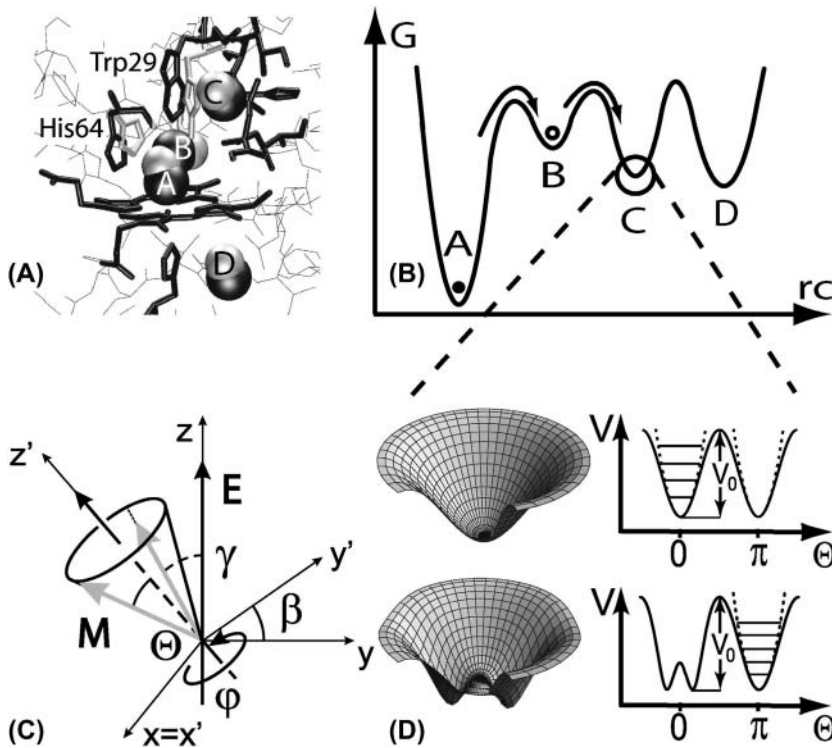 Trp29
His64
C
B
A
D
(A)
G
A
B
C
D
(B)
rc
z
z'
E
y'
γ
β
M
Θ
y
φ
x=x'
(C)
V
V₀
0
π
Θ
V
V₀
0
π
Θ
(D)